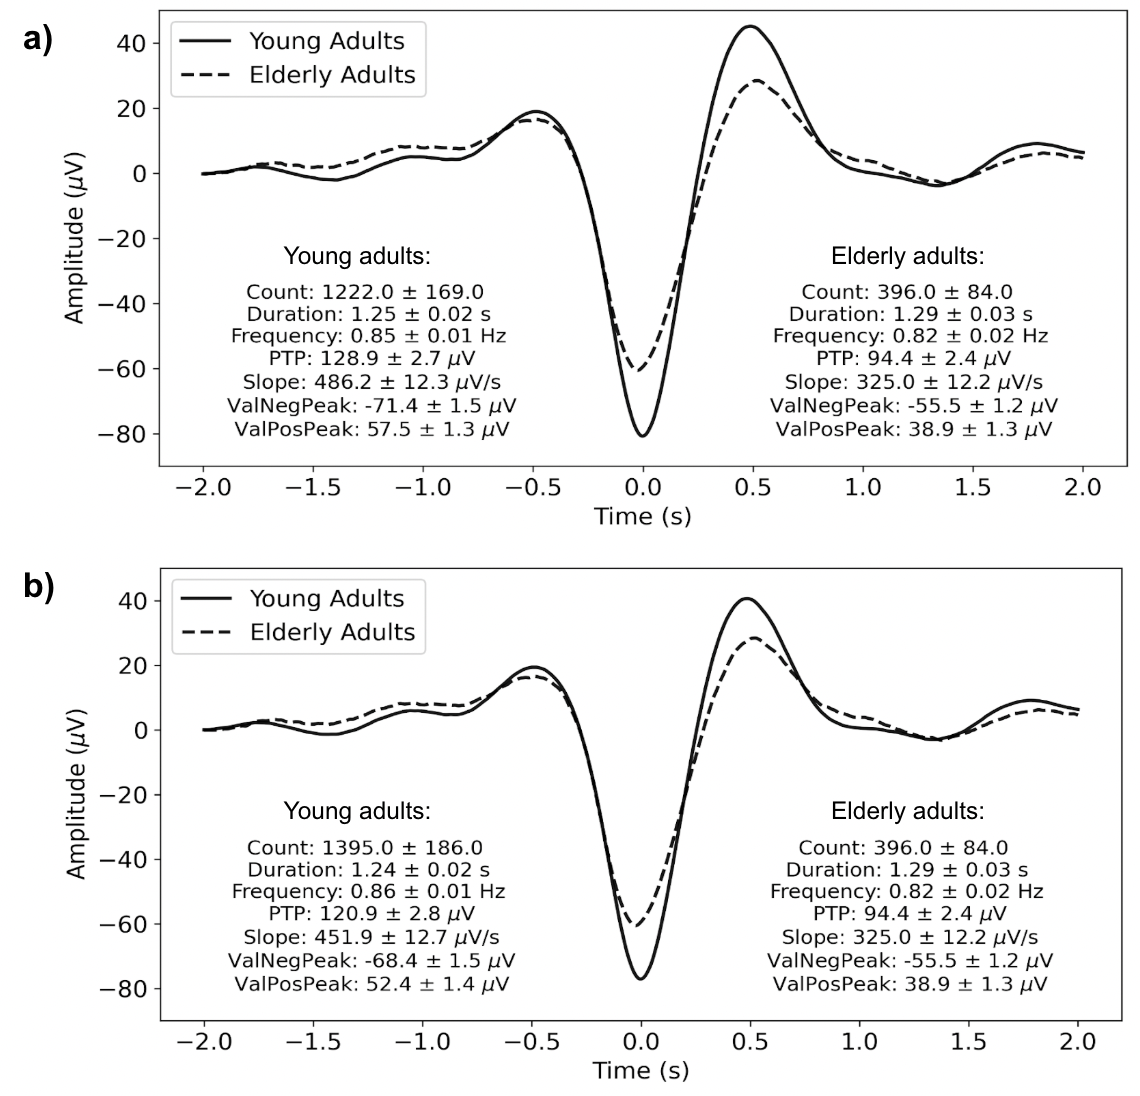 a)
Young Adults
Elderly Adults
40
20
0
−20
−40
−60
−80
Amplitude (μV)
Young adults:
Count: 1222.0 ± 169.0
Duration: 1.25 ± 0.02 s
Frequency: 0.85 ± 0.01 Hz
PTP: 128.9 ± 2.7 μV
Slope: 486.2 ± 12.3 μV/s
ValNegPeak: -71.4 ± 1.5 μV
ValPosPeak: 57.5 ± 1.3 μV
Elderly adults:
Count: 396.0 ± 84.0
Duration: 1.29 ± 0.03 s
Frequency: 0.82 ± 0.02 Hz
PTP: 94.4 ± 2.4 μV
Slope: 325.0 ± 12.2 μV/s
ValNegPeak: -55.5 ± 1.2 μV
ValPosPeak: 38.9 ± 1.3 μV
−2.0 −1.5 −1.0 −0.5 0.0 0.5 1.0 1.5 2.0
Time (s)
b)
Young Adults
Elderly Adults
40
20
0
−20
−40
−60
−80
Amplitude (μV)
Young adults:
Count: 1395.0 ± 186.0
Duration: 1.24 ± 0.02 s
Frequency: 0.86 ± 0.01 Hz
PTP: 120.9 ± 2.8 μV
Slope: 451.9 ± 12.7 μV/s
ValNegPeak: -68.4 ± 1.5 μV
ValPosPeak: 52.4 ± 1.4 μV
Elderly adults:
Count: 396.0 ± 84.0
Duration: 1.29 ± 0.03 s
Frequency: 0.82 ± 0.02 Hz
PTP: 94.4 ± 2.4 μV
Slope: 325.0 ± 12.2 μV/s
ValNegPeak: -55.5 ± 1.2 μV
ValPosPeak: 38.9 ± 1.3 μV
−2.0 −1.5 −1.0 −0.5 0.0 0.5 1.0 1.5 2.0
Time (s)